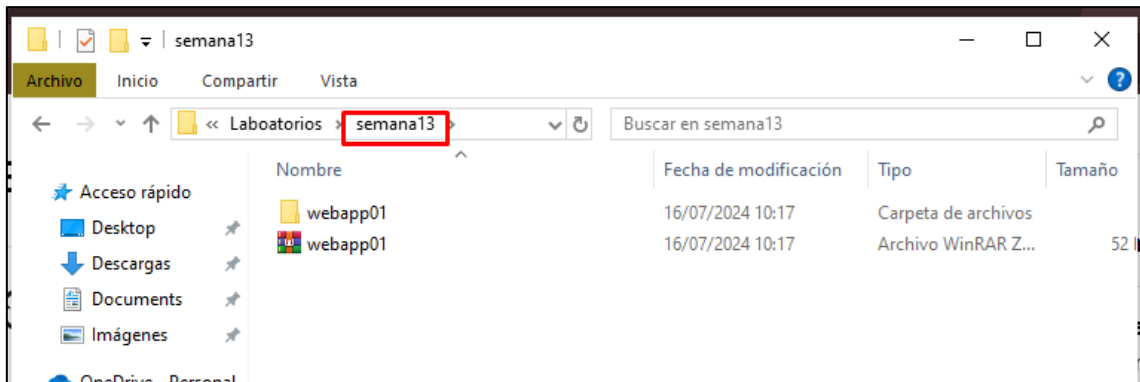 semana13
Archivo Inicio Compartir Vista
« Laboatorios semana13
Buscar en semana13
Nombre Fecha de modificación Tipo Tamaño
Acceso rápido
webapp01 16/07/2024 10:17 Carpeta de archivos
Desktop
webapp01 16/07/2024 10:17 Archivo WinRAR Z... 52
Descargas
Documents
Imágenes
OneDrive - Personal